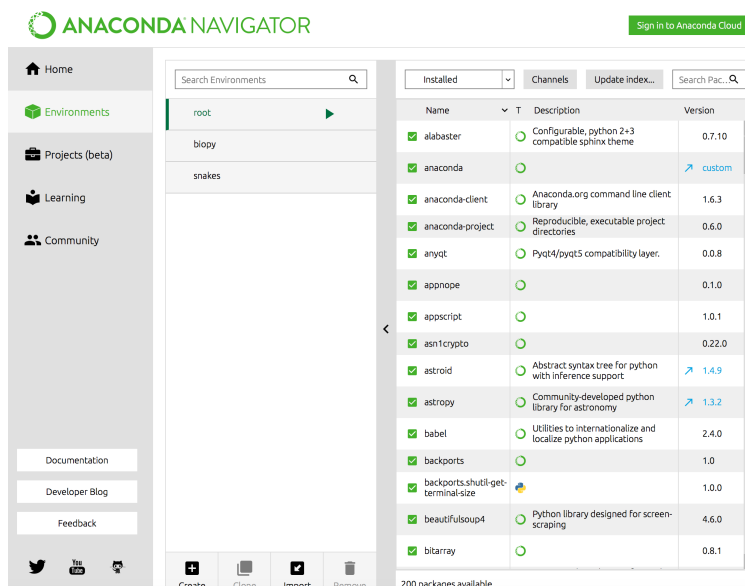 ANACONDA NAVIGATOR
Sign in to Anaconda Cloud
Home
Environments
Projects (beta)
Learning
Community
Documentation
Developer Blog
Feedback
You
Tube
Search Environments
root
biopy
snakes
Create
Clone
Import
Remove
Installed
Channels
Update index...
Search Pac...
Name T Description Version
alabaster Configurable, python 2+3 0.7.10
compatible sphinx theme
anaconda custom
anaconda-client Anaconda.org command line client 1.6.3
library
anaconda-project Reproducible, executable project 0.6.0
directories
anyqt Pyqt4/pyqt5 compatibility layer. 0.0.8
appnope 0.1.0
appscript 1.0.1
asn1crypto 0.22.0
astroid Abstract syntax tree for python 1.4.9
with inference support
astropy Community-developed python 1.3.2
library for astronomy
babel Utilities to internationalize and 2.4.0
localize python applications
backports 1.0
backports.shutil-get- 1.0.0
terminal-size
beautifulsoup4 Python library designed for screen- 4.6.0
scraping
bitarray 0.8.1
200 packages available